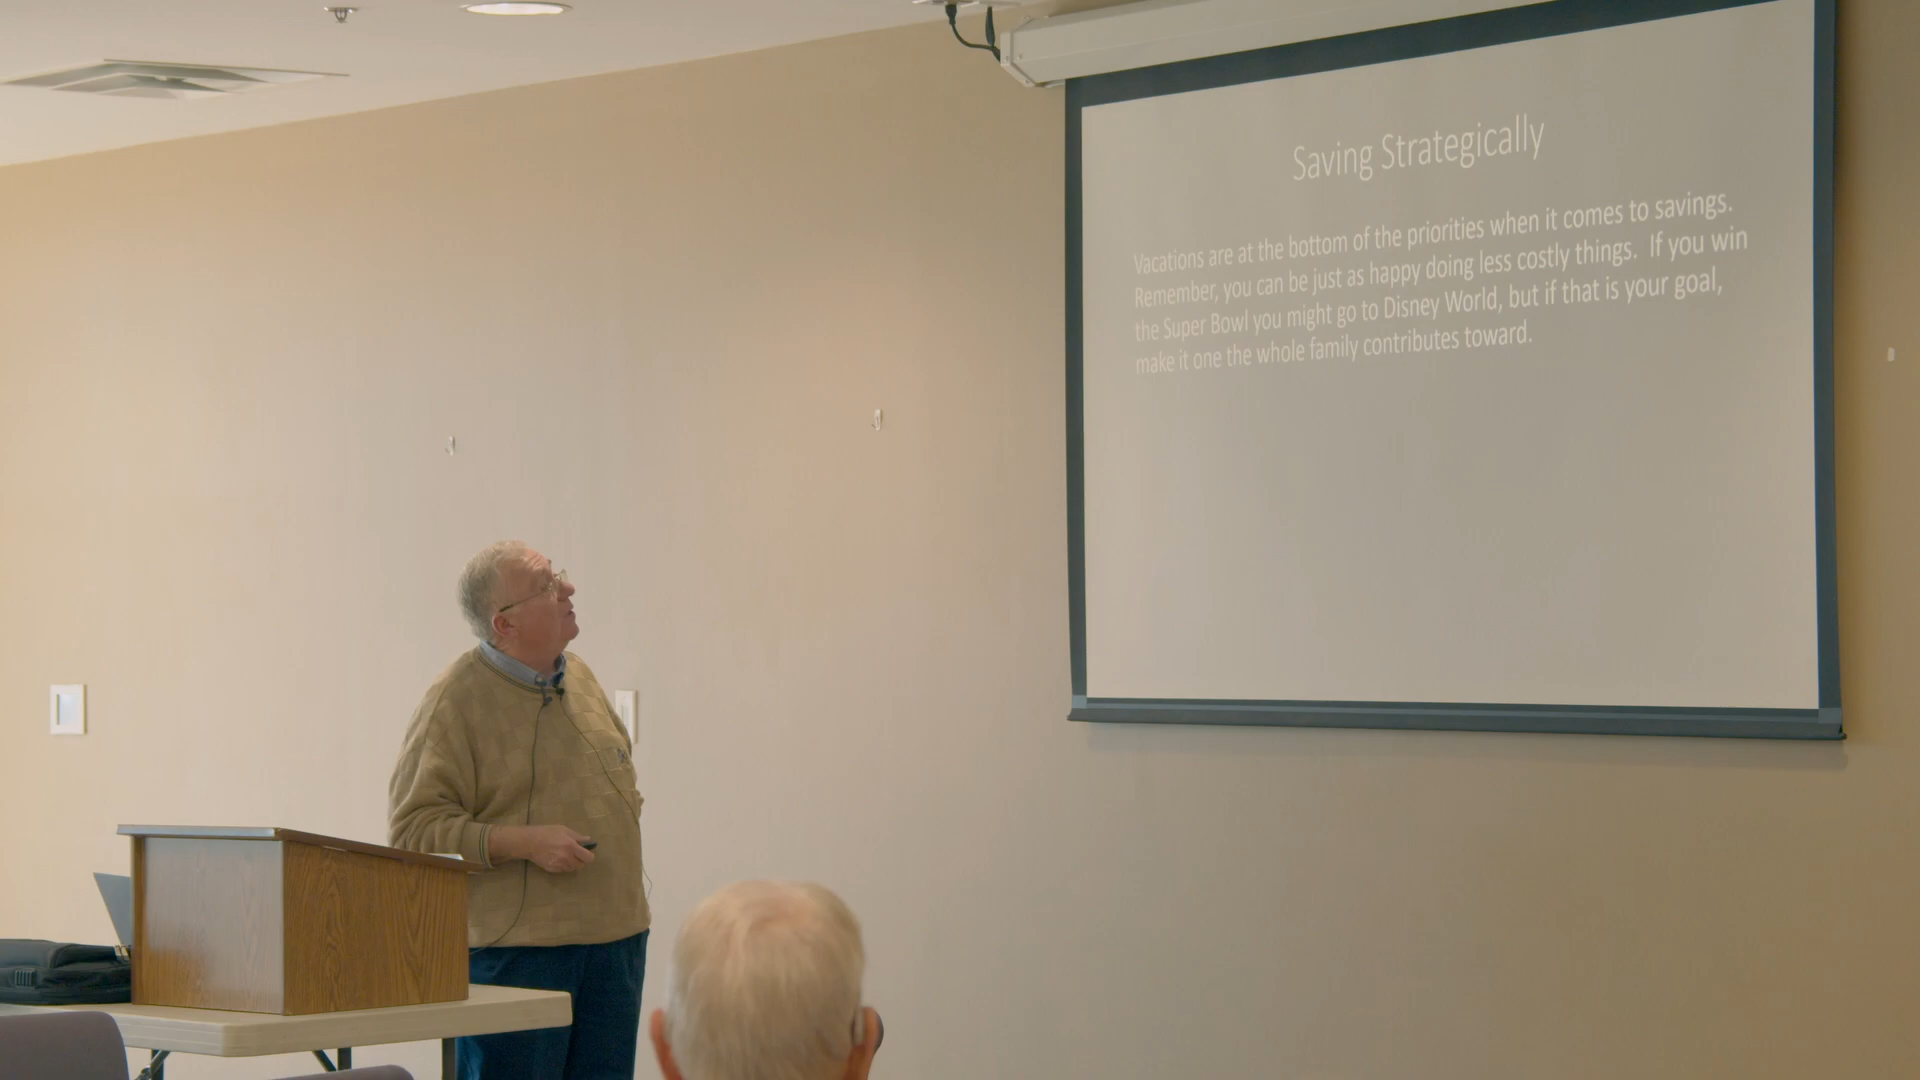 Saving Strategically
Vacations are at the bottom of the priorities when it comes to savings.
Remember, you can be just as happy doing less costly things.  If you win
the Super Bowl you might go to Disney World, but if that is your goal,
make it one the whole family contributes toward.